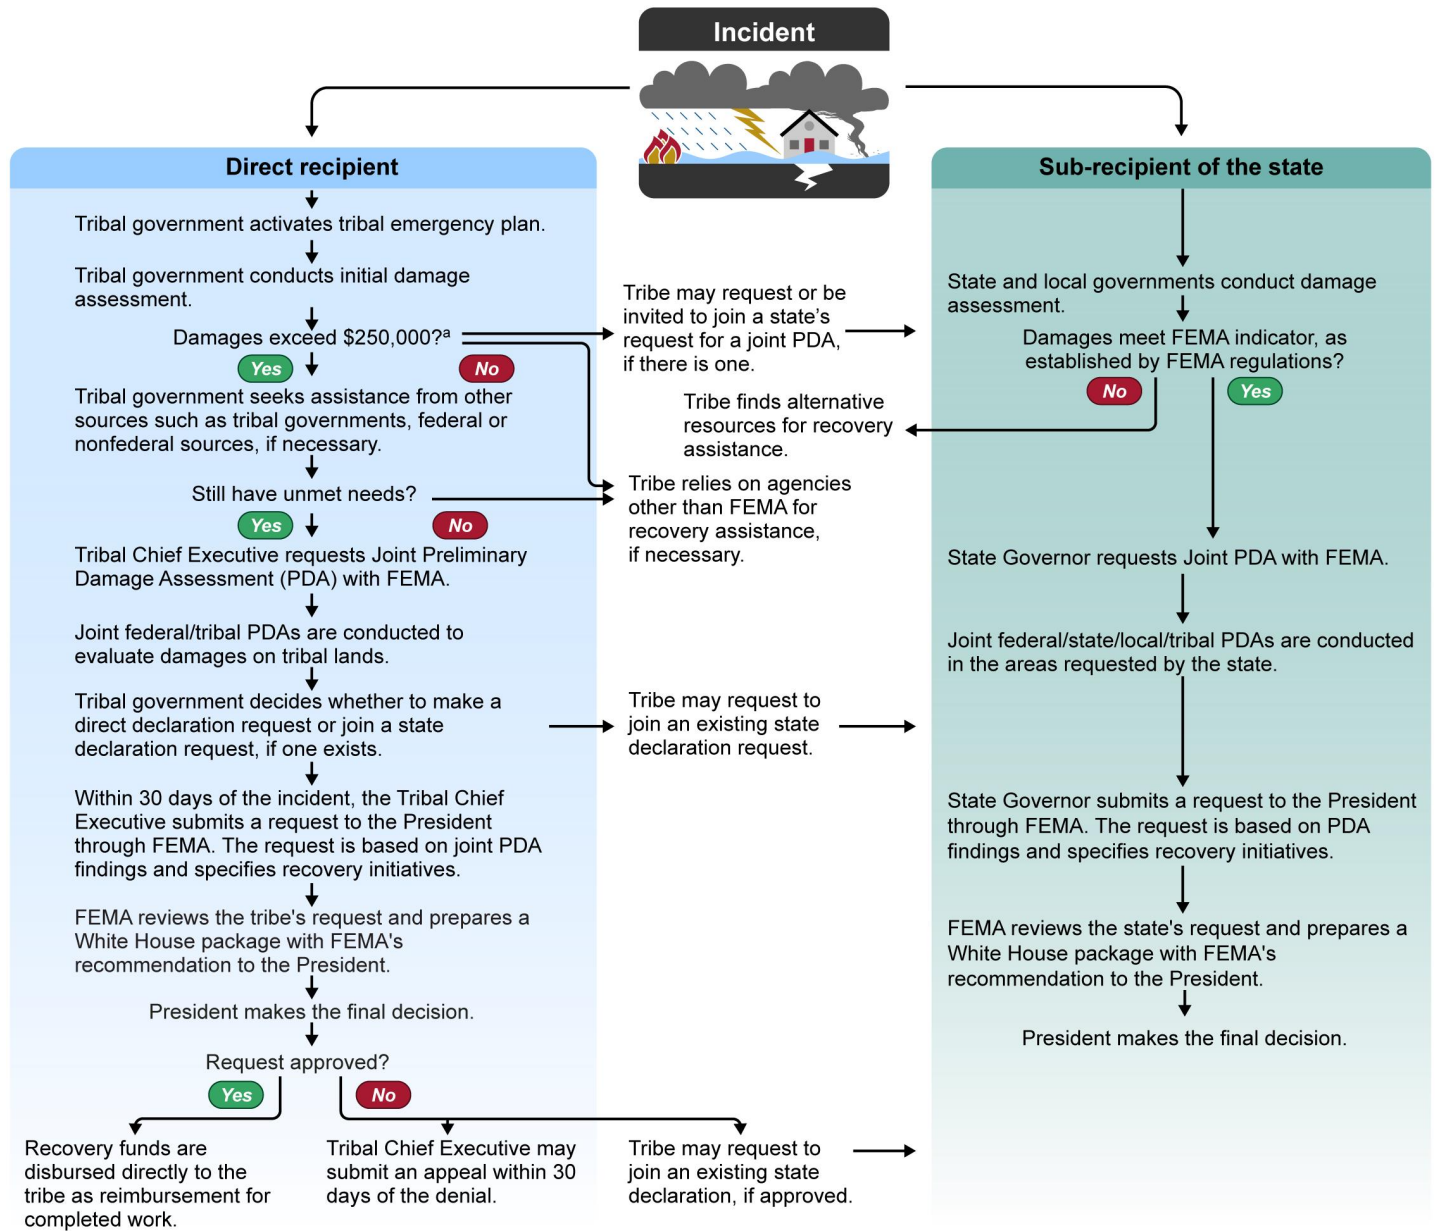 Incident
Direct recipient
Tribal government activates tribal emergency plan.
Tribal government conducts initial damage
assessment.
Damages exceed $250,000?ᵃ
Yes
No
Tribal government seeks assistance from other
sources such as tribal governments, federal or
nonfederal sources, if necessary.
Still have unmet needs?
Yes
No
Tribal Chief Executive requests Joint Preliminary
Damage Assessment (PDA) with FEMA.
Joint federal/tribal PDAs are conducted to
evaluate damages on tribal lands.
Tribal government decides whether to make a
direct declaration request or join a state
declaration request, if one exists.
Within 30 days of the incident, the Tribal Chief
Executive submits a request to the President
through FEMA. The request is based on joint PDA
findings and specifies recovery initiatives.
FEMA reviews the tribe's request and prepares a
White House package with FEMA's
recommendation to the President.
President makes the final decision.
Request approved?
Yes
No
Recovery funds are
disbursed directly to the
tribe as reimbursement for
completed work.
Tribal Chief Executive may
submit an appeal within 30
days of the denial.
Tribe may request to
join an existing state
declaration, if approved.
Tribe may request or be
invited to join a state's
request for a joint PDA,
if there is one.
Tribe finds alternative
resources for recovery
assistance.
Tribe relies on agencies
other than FEMA for
recovery assistance,
if necessary.
Tribe may request to
join an existing state
declaration request.
Sub-recipient of the state
State and local governments conduct damage
assessment.
Damages meet FEMA indicator, as
established by FEMA regulations?
No
Yes
State Governor requests Joint PDA with FEMA.
Joint federal/state/local/tribal PDAs are conducted
in the areas requested by the state.
State Governor submits a request to the President
through FEMA. The request is based on PDA
findings and specifies recovery initiatives.
FEMA reviews the state's request and prepares a
White House package with FEMA's
recommendation to the President.
President makes the final decision.